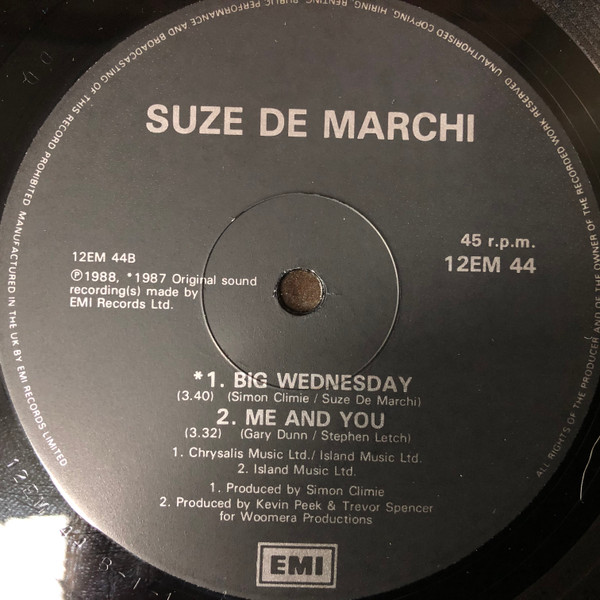 UNAUTHORISED COPYING, HIRING, RENTING, PUBLIC PERFORMANCE AND BROADCASTING OF THIS RECORD PROHIBITED MANUFACTURED IN THE UK BY EMI RECORDS LIMITED
ALL RIGHTS OF THE PRODUCER AND OF THE OWNER OF THE RECORDED WORK RESERVED
SUZE DE MARCHI
45 r.p.m.
12EM 44
12EM 44B
℗1988, *1987 Original sound
recording(s) made by
EMI Records Ltd.
*1. BIG WEDNESDAY
(3.40) (Simon Climie / Suze De Marchi)
2. ME AND YOU
(3.32) (Gary Dunn / Stephen Letch)
1. Chrysalis Music Ltd./ Island Music Ltd.
2. Island Music Ltd.
1. Produced by Simon Climie
2. Produced by Kevin Peek & Trevor Spencer
for Woomera Productions
EMI